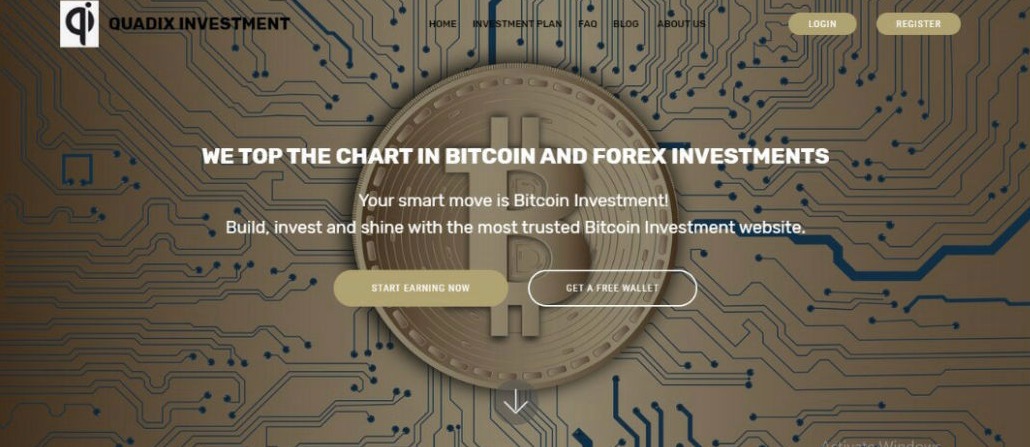 qi QUADIX INVESTMENT
HOME INVESTMENT PLAN FAQ BLOG ABOUT US LOGIN REGISTER
WE TOP THE CHART IN BITCOIN AND FOREX INVESTMENTS
Your smart move is Bitcoin Investment!
Build, invest and shine with the most trusted Bitcoin Investment website.
START EARNING NOW GET A FREE WALLET
Activate Windows